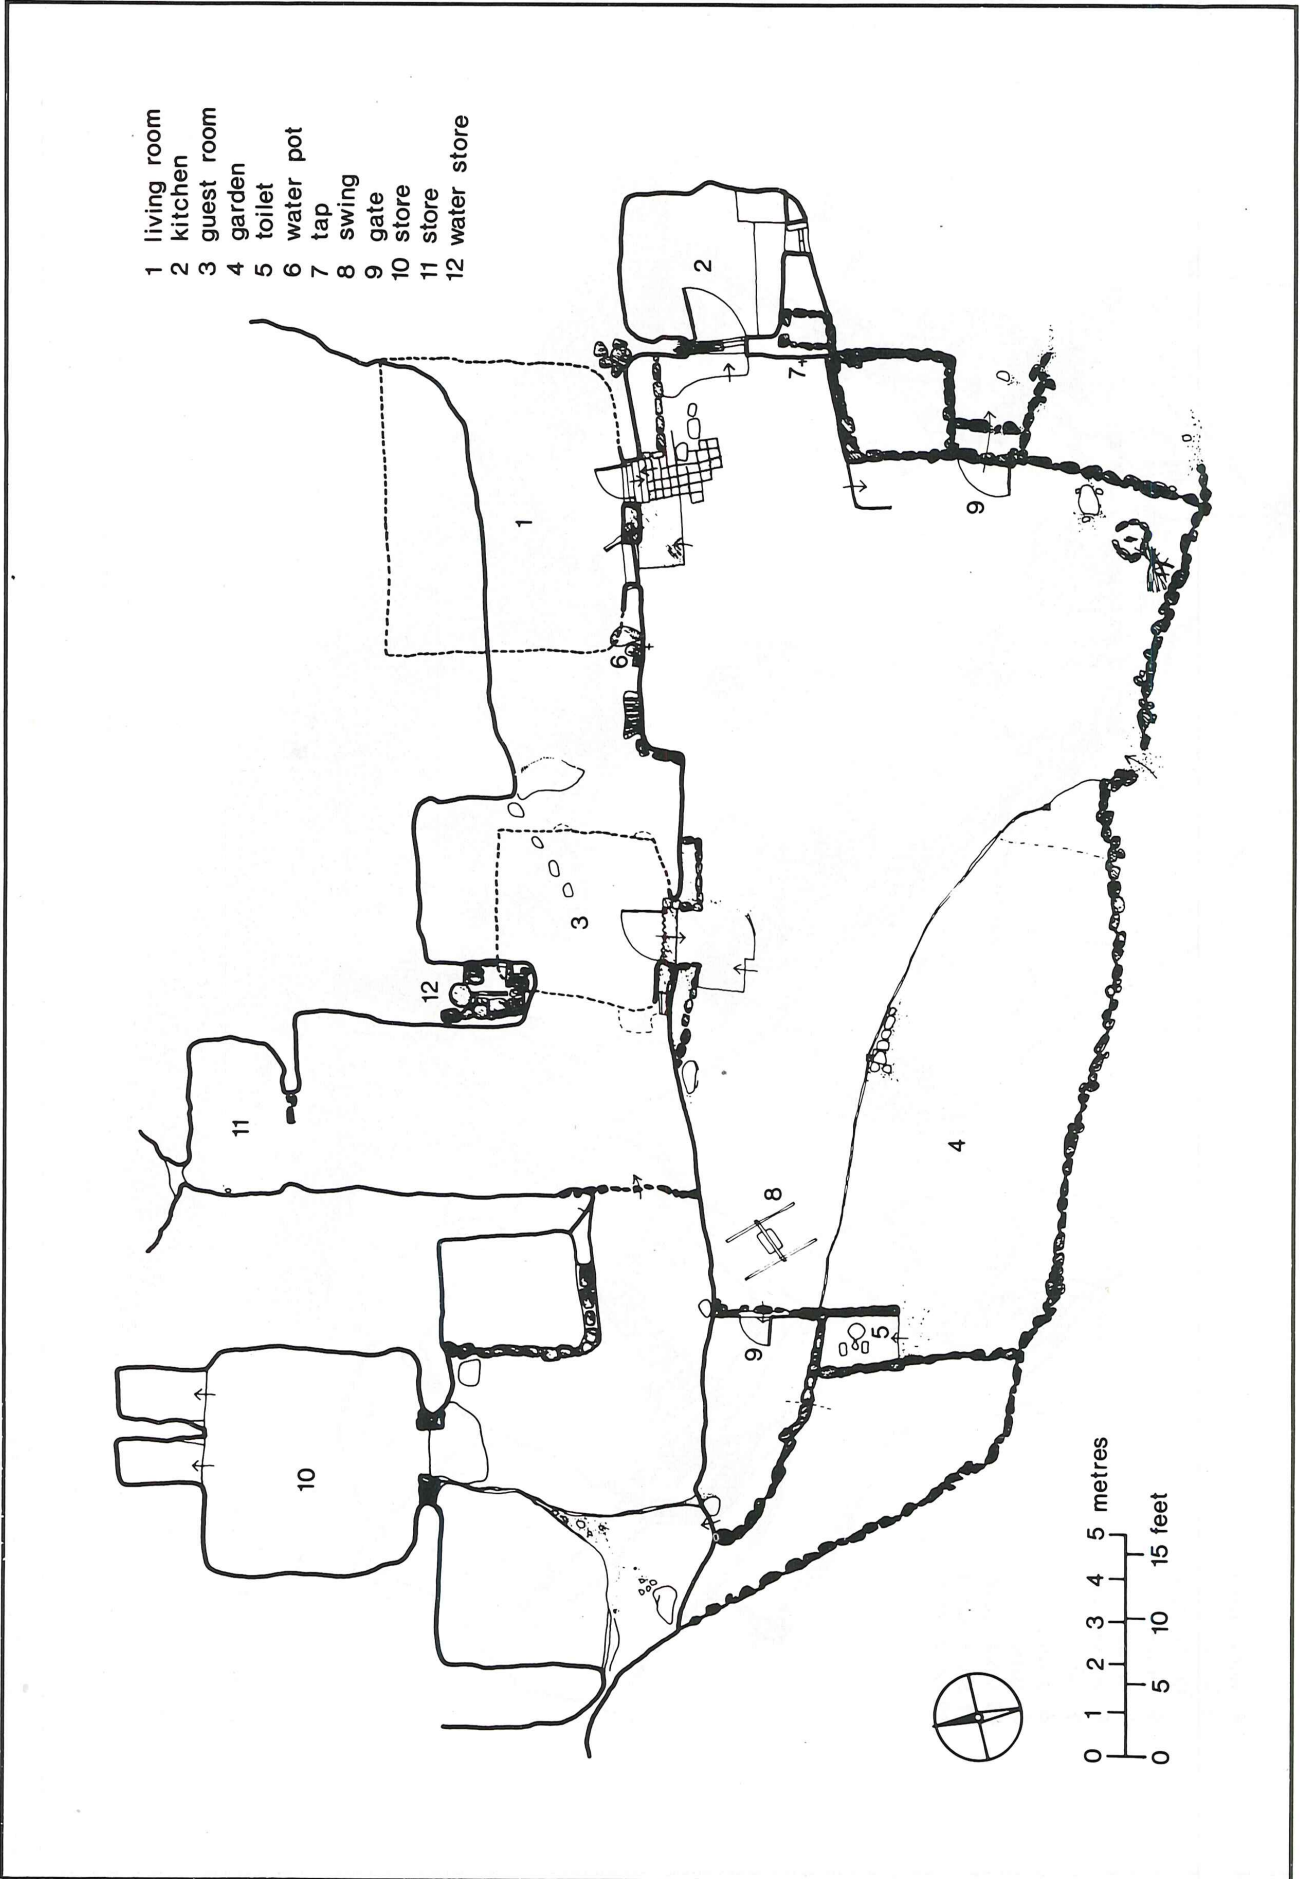 1 living room
2 kitchen
3 guest room
4 garden
5 toilet
6 water pot
7 tap
8 swing
9 gate
10 store
11 store
12 water store
10
11
12
3
1
6
2
7
9
8
9
5
4
0 1 2 3 4 5 metres
0 5 10 15 feet